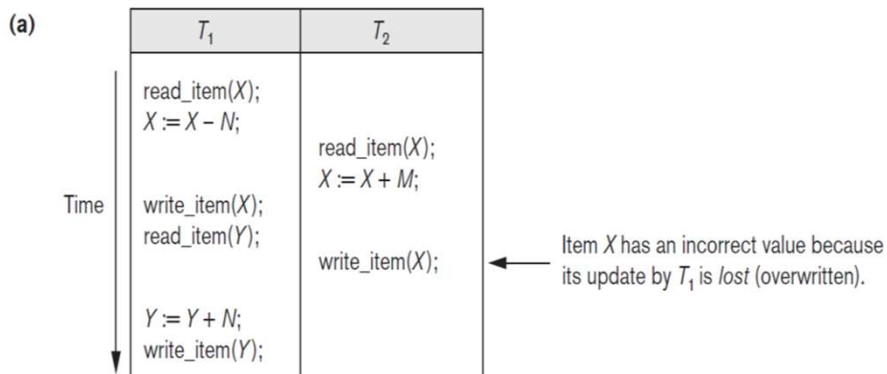 (a)
T₁ T₂
read_item(X);
X := X – N;
read_item(X);
X := X + M;
Time
write_item(X);
read_item(Y);
write_item(X);
Item X has an incorrect value because
its update by T₁ is lost (overwritten).
Y := Y + N;
write_item(Y);